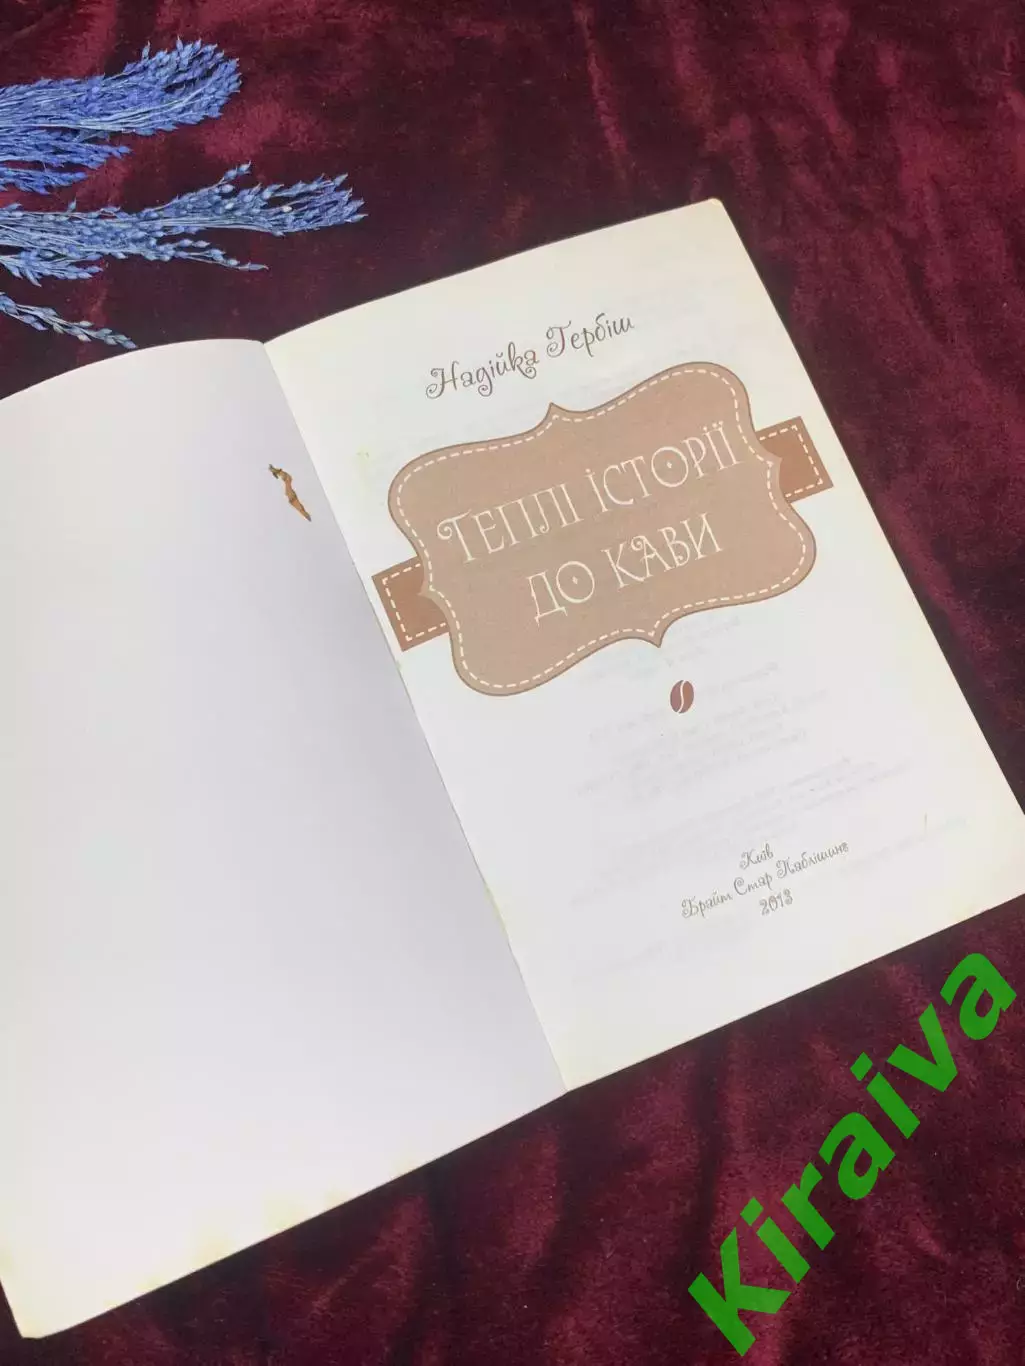 Надійка Гербіш
ТЕПЛІ ІСТОРІЇ
ДО КАВИ
Київ
Брайт Стар Паблішинг
2013
Kiraiva